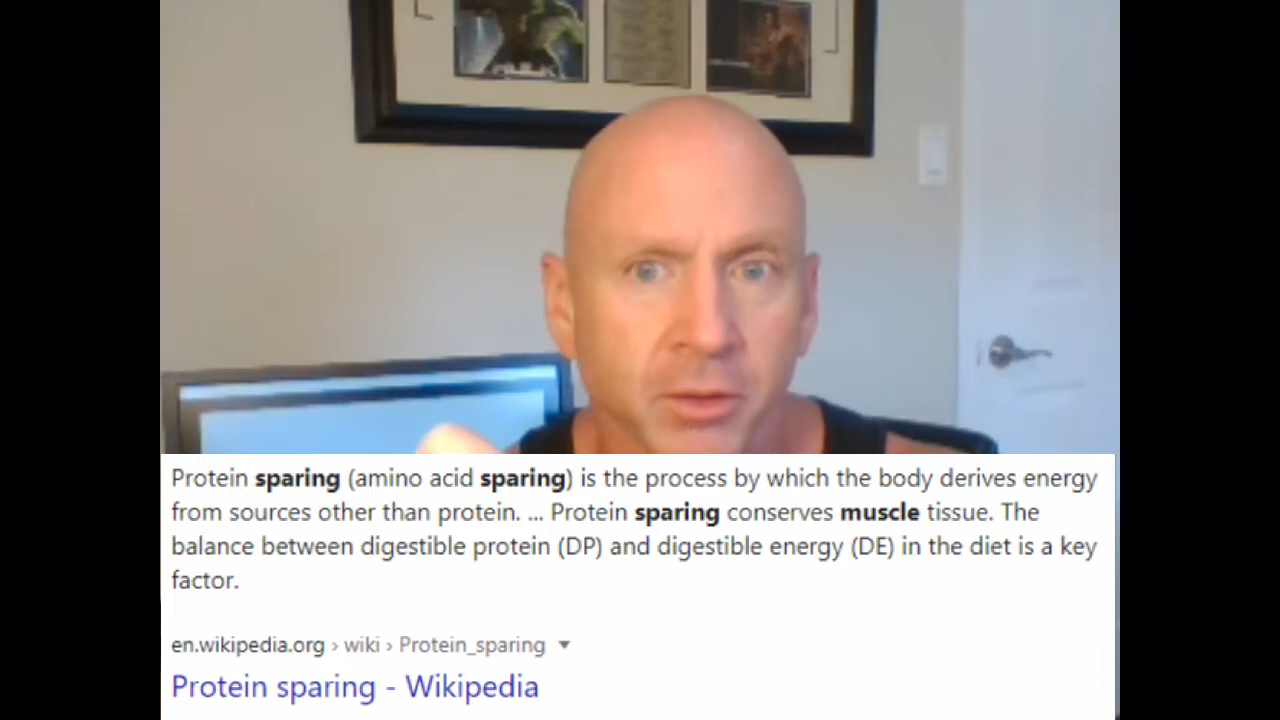 Protein sparing (amino acid sparing) is the process by which the body derives energy
from sources other than protein. ... Protein sparing conserves muscle tissue. The
balance between digestible protein (DP) and digestible energy (DE) in the diet is a key
factor.
en.wikipedia.org › wiki › Protein_sparing
Protein sparing - Wikipedia